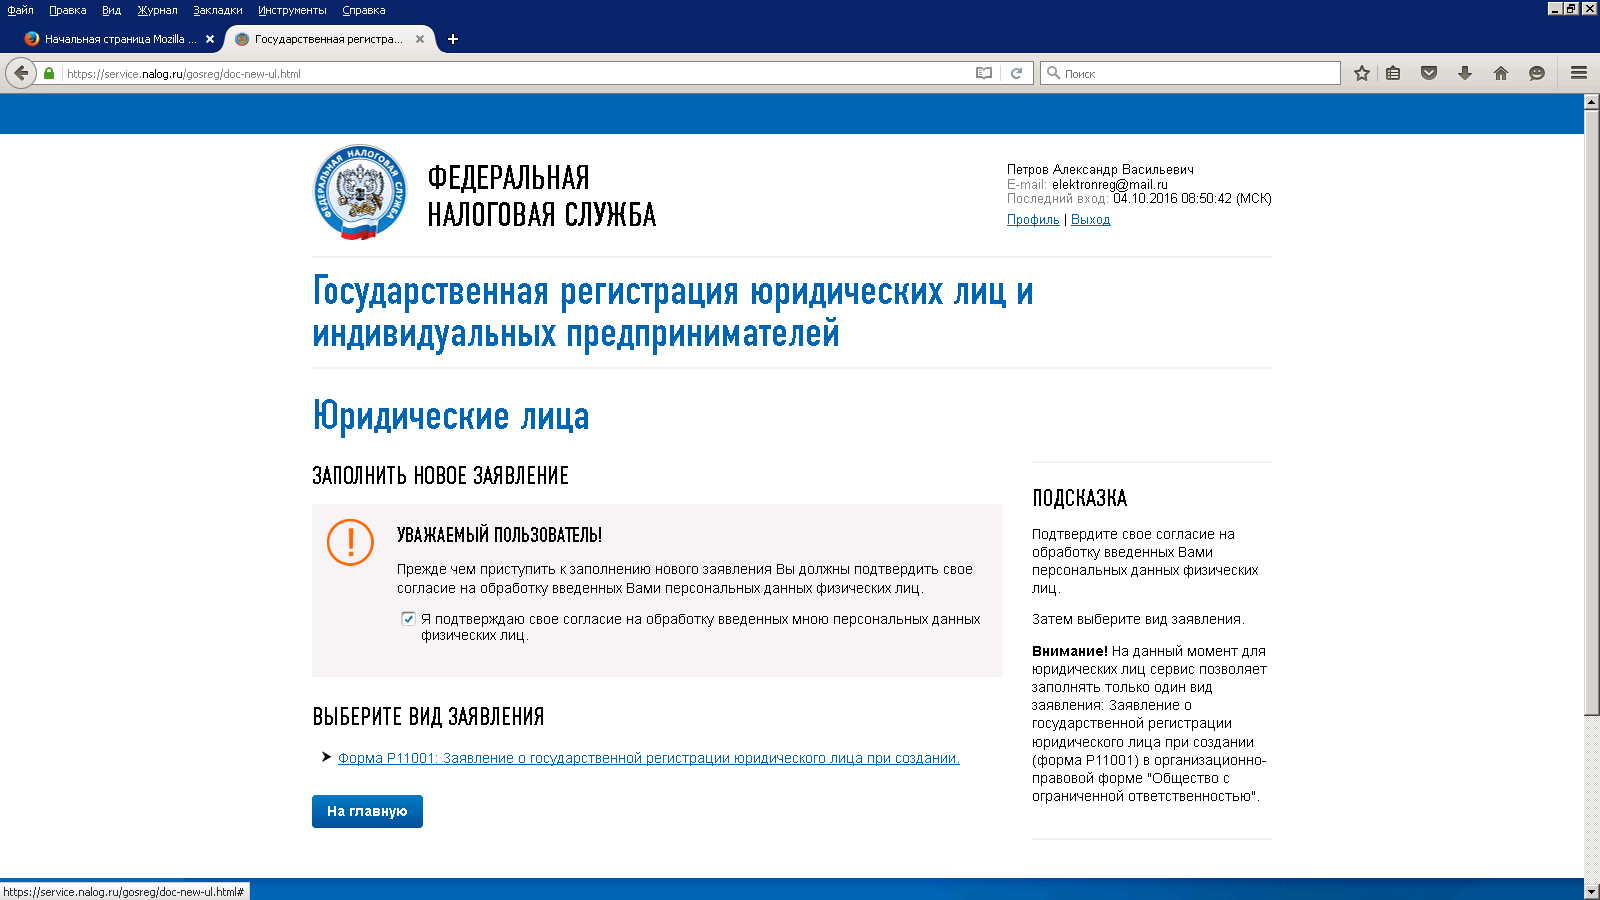 Файл Правка Вид Журнал Закладки Инструменты Справка
Начальная страница Mozilla ... Государственная регистра...
https://service.nalog.ru/gosreg/doc-new-ul.html Поиск
ФЕДЕРАЛЬНАЯ НАЛОГОВАЯ СЛУЖБА
ФЕДЕРАЛЬНАЯ
НАЛОГОВАЯ СЛУЖБА
Петров Александр Васильевич
E-mail: elektronreg@mail.ru
Последний вход: 04.10.2016 08:50:42 (МСК)
Профиль | Выход
Государственная регистрация юридических лиц и
индивидуальных предпринимателей
Юридические лица
ЗАПОЛНИТЬ НОВОЕ ЗАЯВЛЕНИЕ
УВАЖАЕМЫЙ ПОЛЬЗОВАТЕЛЬ!
Прежде чем приступить к заполнению нового заявления Вы должны подтвердить свое
согласие на обработку введенных Вами персональных данных физических лиц.
Я подтверждаю свое согласие на обработку введенных мною персональных данных
физических лиц.
ВЫБЕРИТЕ ВИД ЗАЯВЛЕНИЯ
Форма Р11001: Заявление о государственной регистрации юридического лица при создании.
На главную
ПОДСКАЗКА
Подтвердите свое согласие на
обработку введенных Вами
персональных данных физических
лиц.
Затем выберите вид заявления.
Внимание! На данный момент для
юридических лиц сервис позволяет
заполнять только один вид
заявления: Заявление о
государственной регистрации
юридического лица при создании
(форма Р11001) в организационно-
правовой форме "Общество с
ограниченной ответственностью".
https://service.nalog.ru/gosreg/doc-new-ul.html#